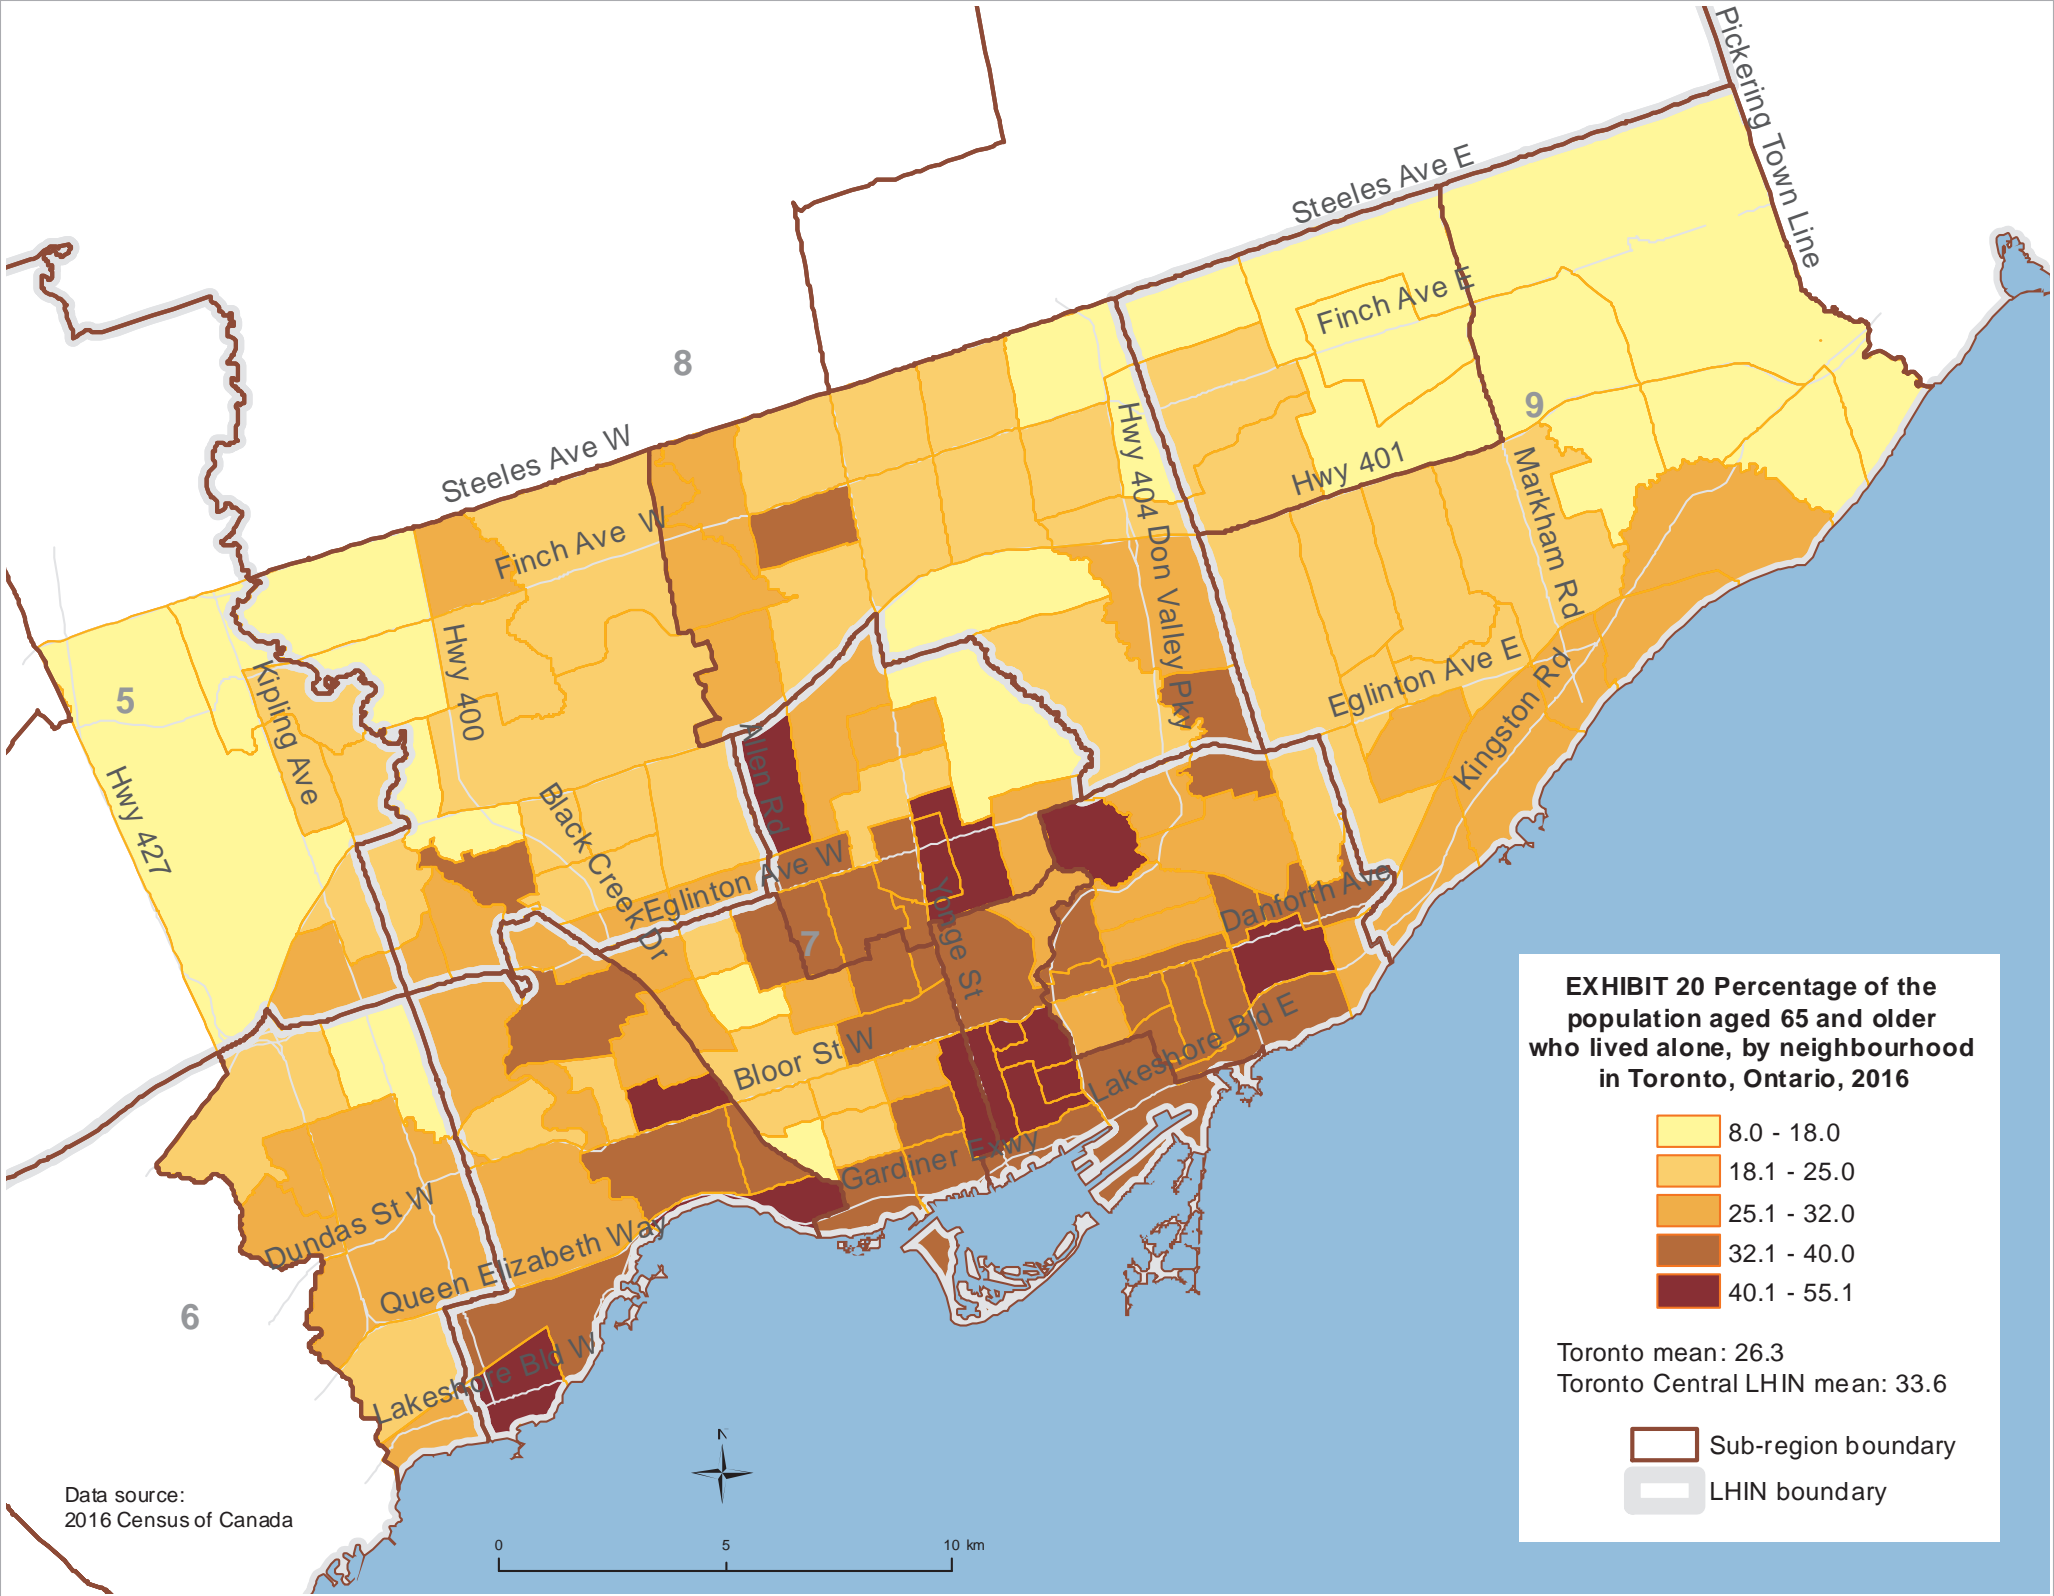 Pickering Town Line
Steeles Ave E
Finch Ave E
8
9
Steeles Ave W
Hwy 404
Hwy 401
Markham Rd
Finch Ave W
Don Valley Pky
5
Kipling Ave
Hwy 400
Eglinton Ave E
Kingston Rd
Hwy 427
Allen Rd
Black Creek Dr
Eglinton Ave W
Yonge St
Danforth Ave
7
Bloor St W
Lakeshore Bld E
Gardiner Exwy
Dundas St W
Queen Elizabeth Way
6
Lakeshore Bld W
EXHIBIT 20 Percentage of the
population aged 65 and older
who lived alone, by neighbourhood
in Toronto, Ontario, 2016
8.0 - 18.0
18.1 - 25.0
25.1 - 32.0
32.1 - 40.0
40.1 - 55.1
Toronto mean: 26.3
Toronto Central LHIN mean: 33.6
Sub-region boundary
LHIN boundary
N
Data source:
2016 Census of Canada
0 5 10 km